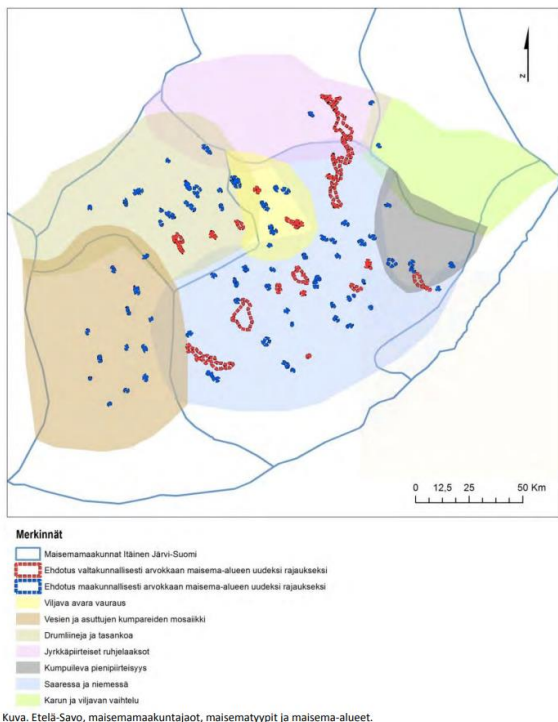 N
0 12,5 25 50 Km
Merkinnät
Maisemamaakunnat Itäinen Järvi-Suomi
Ehdotus valtakunnallisesti arvokkaan maisema-alueen uudeksi rajaukseksi
Ehdotus maakunnallisesti arvokkaan maisema-alueen uudeksi rajaukseksi
Viljava avara vauraus
Vesien ja asuttujen kumpareiden mosaiikki
Drumliineja ja tasankoa
Jyrkkäpiirteiset ruhjelaaksot
Kumpuileva pienipiirteisyys
Saaressa ja niemessä
Karun ja viljavan vaihtelu
Kuva. Etelä-Savo, maisemamaakuntajaot, maisematyypit ja maisema-alueet.